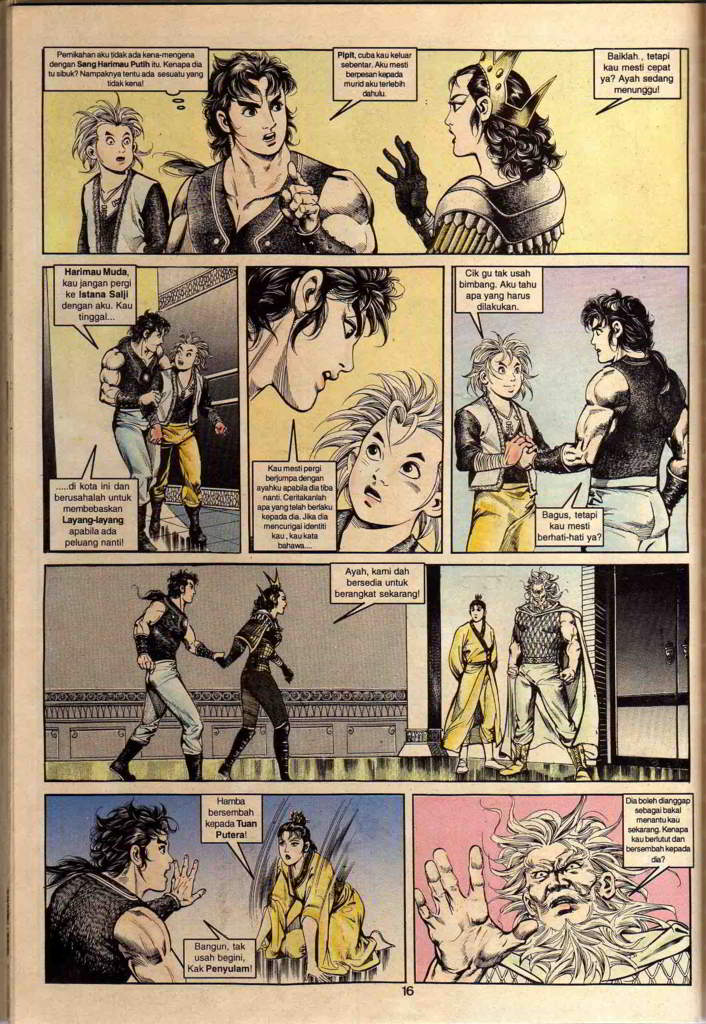 Pernikahan aku tidak ada kena-mengena
dengan Sang Harimau Putih itu. Kenapa dia
tu sibuk? Nampaknya tentu ada sesuatu yang
tidak kena!
Pipit, cuba kau keluar
sebentar. Aku mesti
berpesan kepada
murid aku terlebih
dahulu.
Baiklah, tetapi
kau mesti cepat
ya? Ayah sedang
menunggu!
Harimau Muda,
kau jangan pergi
ke Istana Salji
dengan aku. Kau
tinggal...
.....di kota ini dan
berusahalah untuk
membebaskan
Layang-layang
apabila ada
peluang nanti!
Kau mesti pergi
berjumpa dengan
ayahku apabila dia tiba
nanti. Ceritakanlah
apa yang telah berlaku
kepada dia. Jika dia
mencurigai identiti
kau, kau kata
bahawa....
Cik gu tak usah
bimbang. Aku tahu
apa yang harus
dilakukan.
Bagus, tetapi
kau mesti
berhati-hati ya?
Ayah, kami dah
bersedia untuk
berangkat sekarang!
Hamba
bersembah
kepada Tuan
Putera!
Bangun, tak
usah begini,
Kak Penyulam!
Dia boleh dianggap
sebagai bakal
menantu kau
sekarang. Kenapa
kau berlutut dan
bersembah kepada
dia?
16